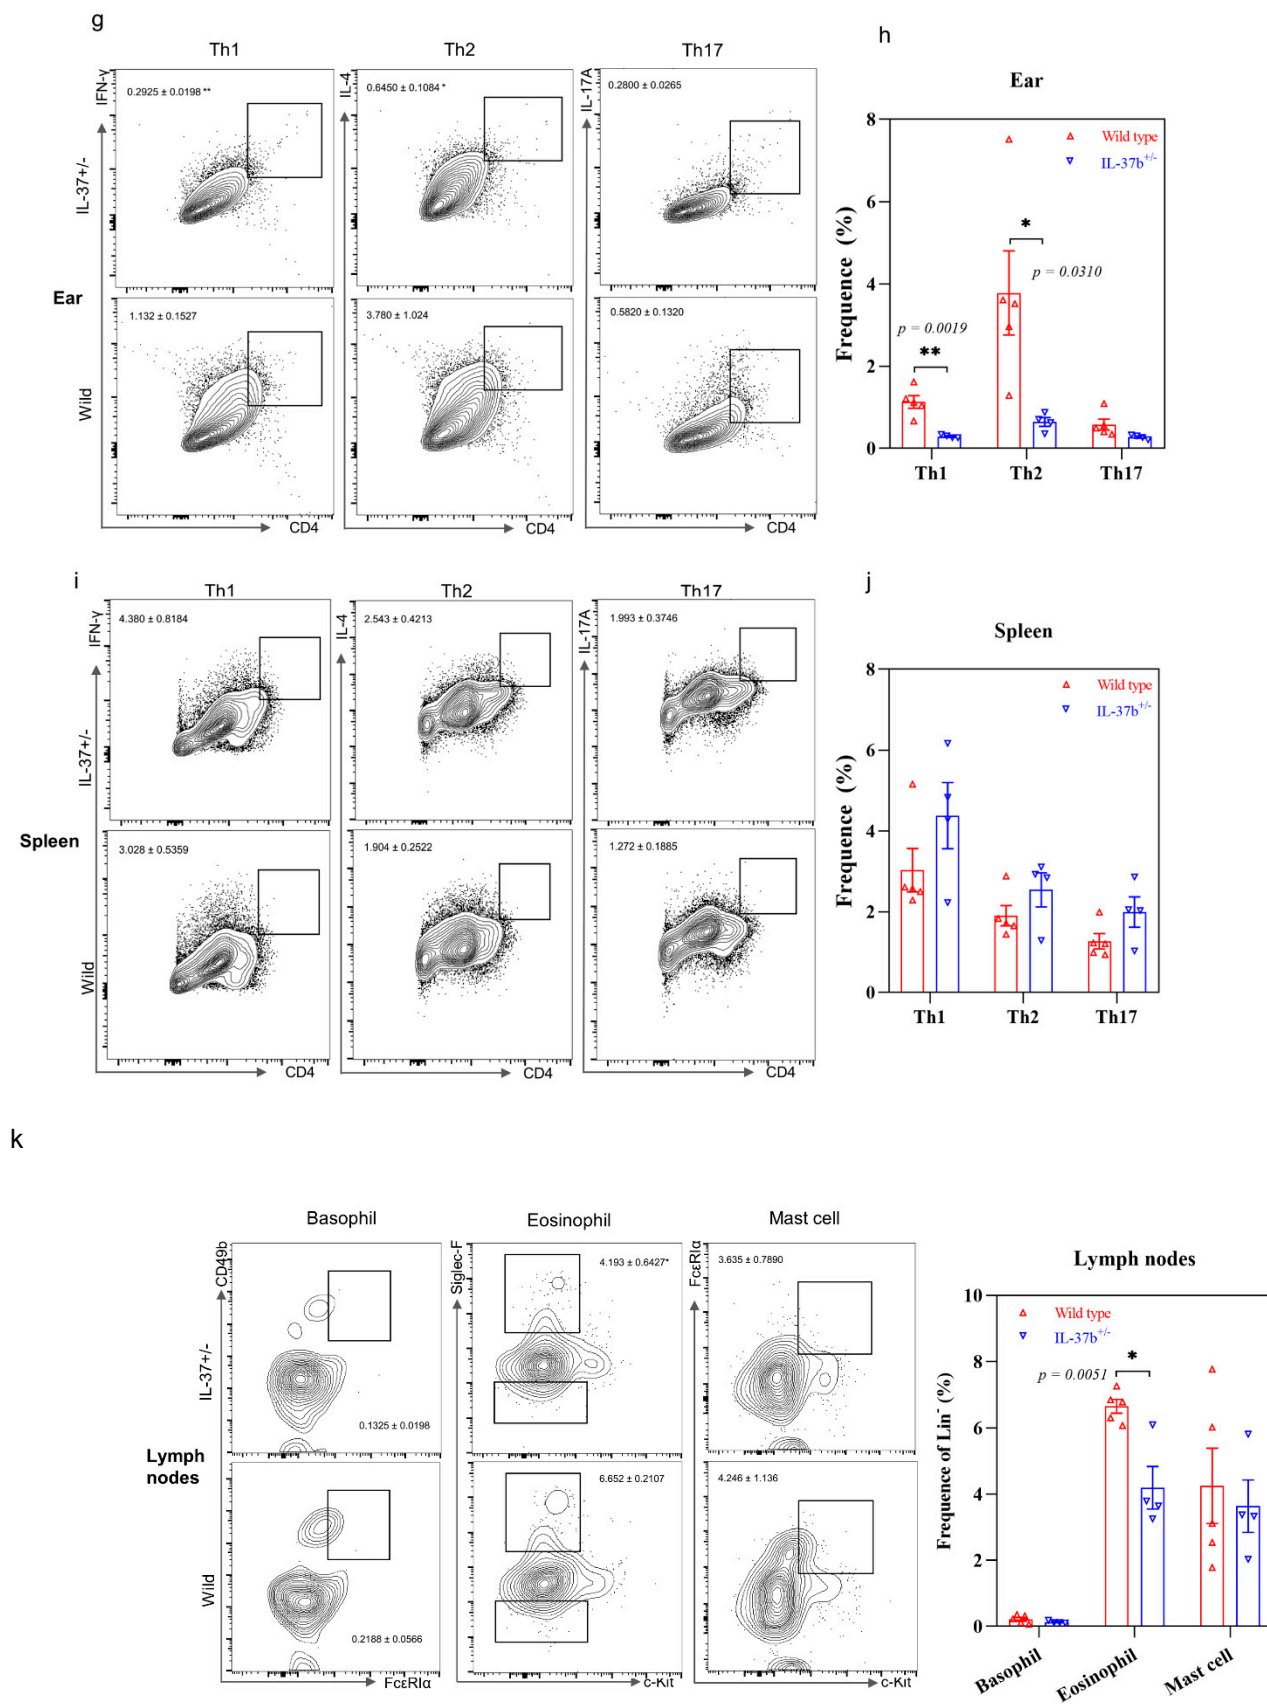 g
h
Th1
Th2
Th17
Ear
IFN-γ
0.2925 ± 0.0198 **
IL-4
0.6450 ± 0.1084 *
IL-17A
0.2800 ± 0.0265
IL-37+/-
Ear
1.132 ± 0.1527
3.780 ± 1.024
0.5820 ± 0.1320
Wild
CD4
CD4
CD4
Frequence (%)
8
6
4
2
0
Wild type
IL-37b+/-
*
p = 0.0310
p = 0.0019
**
Th1
Th2
Th17
i
j
Th1
Th2
Th17
Spleen
IFN-γ
4.380 ± 0.8184
IL-4
2.543 ± 0.4213
IL-17A
1.993 ± 0.3746
IL-37+/-
Spleen
3.028 ± 0.5359
1.904 ± 0.2522
1.272 ± 0.1885
Wild
CD4
CD4
CD4
Frequence (%)
8
6
4
2
0
Wild type
IL-37b+/-
Th1
Th2
Th17
k
Basophil
Eosinophil
Mast cell
Lymph nodes
CD49b
Siglec-F
4.193 ± 0.6427*
FcεRIα
3.635 ± 0.7890
IL-37+/-
0.1325 ± 0.0198
Lymph
nodes
6.652 ± 0.2107
4.246 ± 1.136
Wild
0.2188 ± 0.0566
FcεRIα
c-Kit
c-Kit
Frequence of Lin- (%)
10
8
6
4
2
0
Wild type
IL-37b+/-
p = 0.0051
*
Basophil
Eosinophil
Mast cell